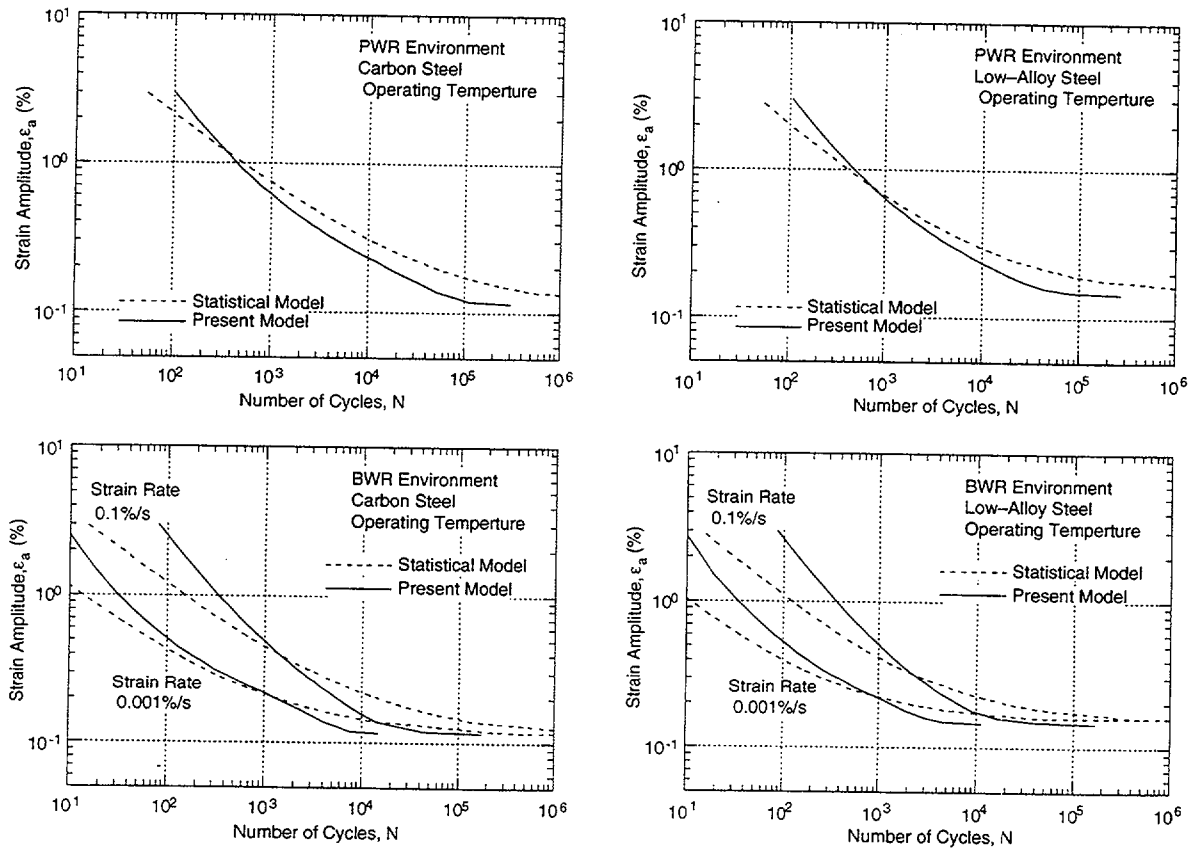 PWR Environment
Carbon Steel
Operating Temperture
Strain Amplitude,εa (%)
10¹
10⁰
10⁻¹
Statistical Model
Present Model
10¹ 10² 10³ 10⁴ 10⁵ 10⁶
Number of Cycles, N
PWR Environment
Low–Alloy Steel
Operating Temperture
Strain Amplitude, εa (%)
10¹
10⁰
10⁻¹
Statistical Model
Present Model
10¹ 10² 10³ 10⁴ 10⁵ 10⁶
Number of Cycles, N
BWR Environment
Carbon Steel
Operating Temperture
Strain Rate
0.1%/s
Statistical Model
Present Model
Strain Amplitude,εa (%)
10¹
10⁰
10⁻¹
Strain Rate
0.001%/s
10¹ 10² 10³ 10⁴ 10⁵ 10⁶
Number of Cycles, N
BWR Environment
Low–Alloy Steel
Operating Temperture
Strain Rate
0.1%/s
Statistical Model
Present Model
Strain Amplitude, εa (%)
10¹
10⁰
10⁻¹
Strain Rate
0.001%/s
10¹ 10² 10³ 10⁴ 10⁵ 10⁶
Number of Cycles, N